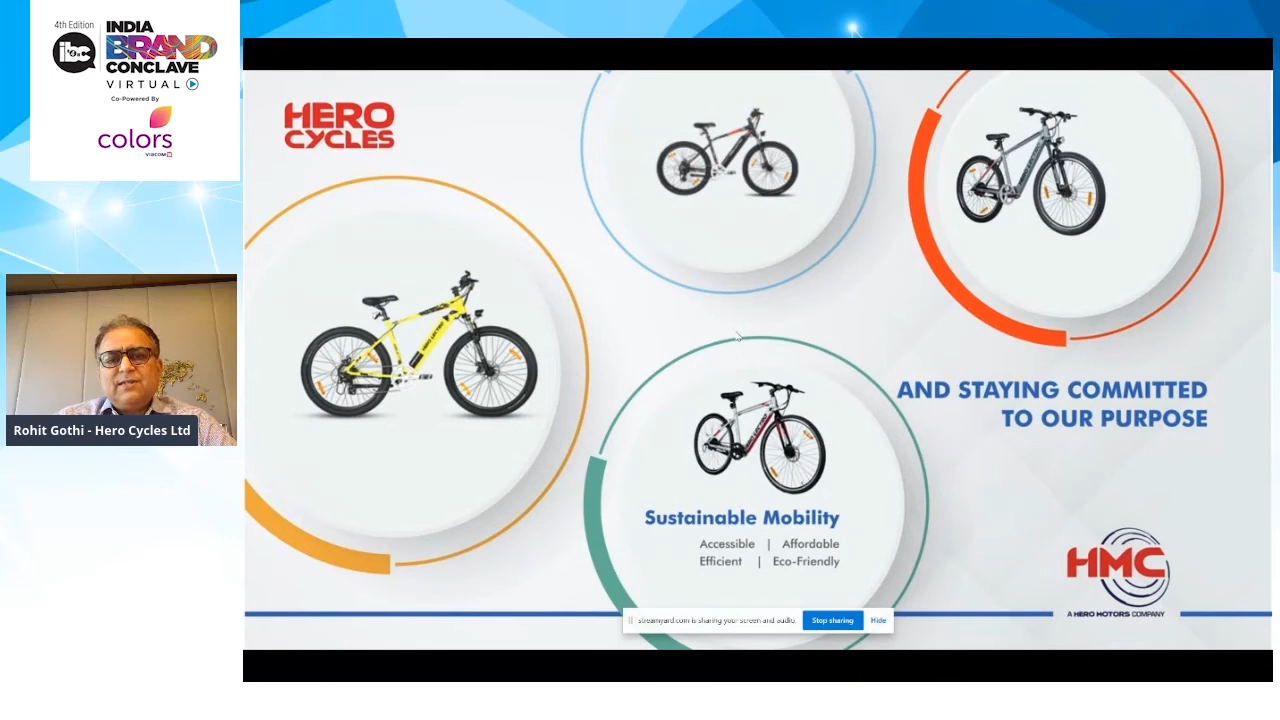 4th Edition
INDIA
ibc
BRAND
CONCLAVE
VIRTUAL
Co-Powered By
colors
VIACOM18
Rohit Gothi - Hero Cycles Ltd
HERO
CYCLES
AND STAYING COMMITTED
TO OUR PURPOSE
Sustainable Mobility
Accessible | Affordable
Efficient | Eco-Friendly
HMC
A HERO MOTORS COMPANY
streamyard.com is sharing your screen and audio.
Stop sharing
Hide